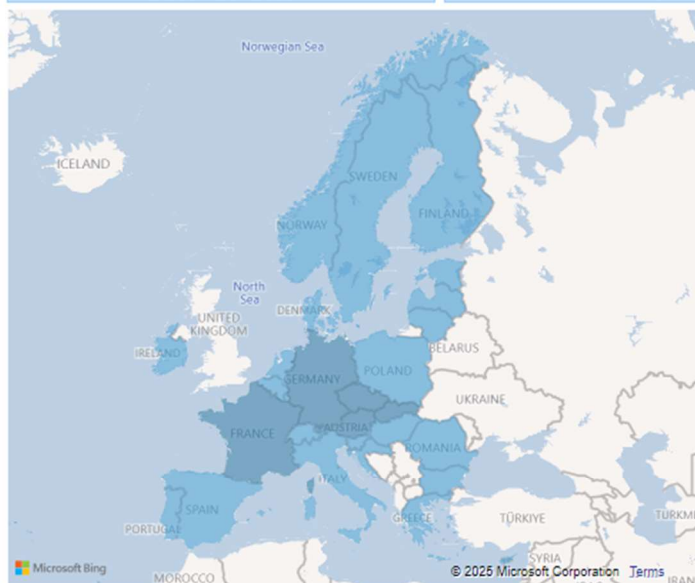 Norwegian Sea
ICELAND
SWEDEN
FINLAND
NORWAY
North
Sea
DENMARK
UNITED
KINGDOM
IRELAND
BELARUS
GERMANY
POLAND
UKRAINE
FRANCE
AUSTRIA
ROMANIA
ITALY
SPAIN
PORTUGAL
GREECE
TÜRKIYE
TURKM
SYRIA
MOROCCO
Microsoft Bing
© 2025 Microsoft Corporation Terms